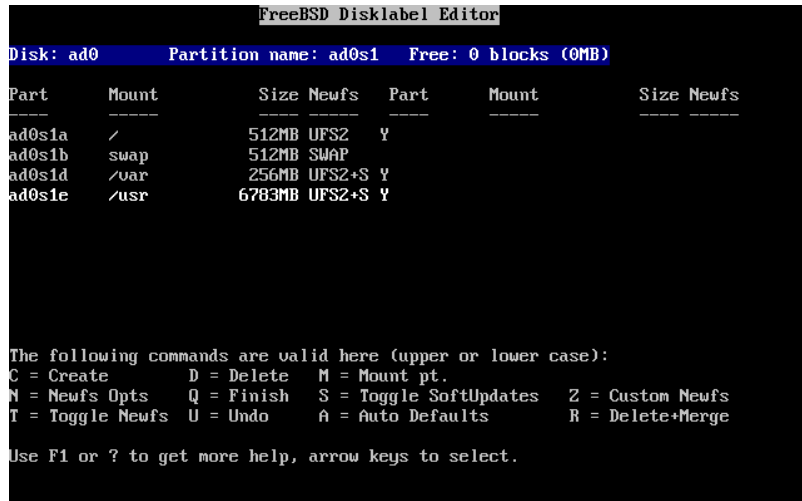 FreeBSD Disklabel Editor
Disk: ad0 Partition name: ad0s1 Free: 0 blocks (0MB)
Part Mount Size Newfs Part Mount Size Newfs
---- ----- ---- ----- ---- ----- ---- -----
ad0s1a / 512MB UFS2 Y
ad0s1b swap 512MB SWAP
ad0s1d /var 256MB UFS2+S Y
ad0s1e /usr 6783MB UFS2+S Y
The following commands are valid here (upper or lower case):
C = Create D = Delete M = Mount pt.
N = Newfs Opts Q = Finish S = Toggle SoftUpdates Z = Custom Newfs
T = Toggle Newfs U = Undo A = Auto Defaults R = Delete+Merge
Use F1 or ? to get more help, arrow keys to select.